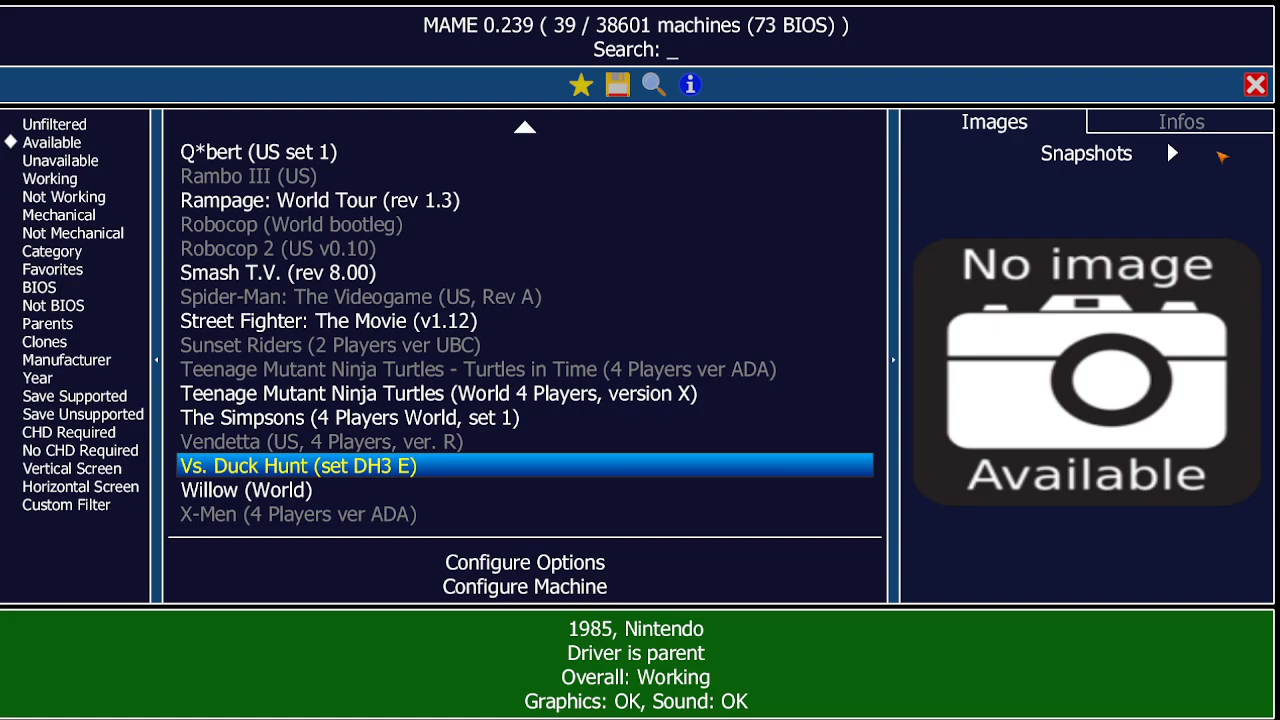 MAME 0.239 ( 39 / 38601 machines (73 BIOS) )
Search: _
Unfiltered
Available
Unavailable
Working
Not Working
Mechanical
Not Mechanical
Category
Favorites
BIOS
Not BIOS
Parents
Clones
Manufacturer
Year
Save Supported
Save Unsupported
CHD Required
No CHD Required
Vertical Screen
Horizontal Screen
Custom Filter
Q*bert (US set 1)
Rambo III (US)
Rampage: World Tour (rev 1.3)
Robocop (World bootleg)
Robocop 2 (US v0.10)
Smash T.V. (rev 8.00)
Spider-Man: The Videogame (US, Rev A)
Street Fighter: The Movie (v1.12)
Sunset Riders (2 Players ver UBC)
Teenage Mutant Ninja Turtles - Turtles in Time (4 Players ver ADA)
Teenage Mutant Ninja Turtles (World 4 Players, version X)
The Simpsons (4 Players World, set 1)
Vendetta (US, 4 Players, ver. R)
Vs. Duck Hunt (set DH3 E)
Willow (World)
X-Men (4 Players ver ADA)
Configure Options
Configure Machine
Images
Infos
Snapshots
No image
Available
1985, Nintendo
Driver is parent
Overall: Working
Graphics: OK, Sound: OK